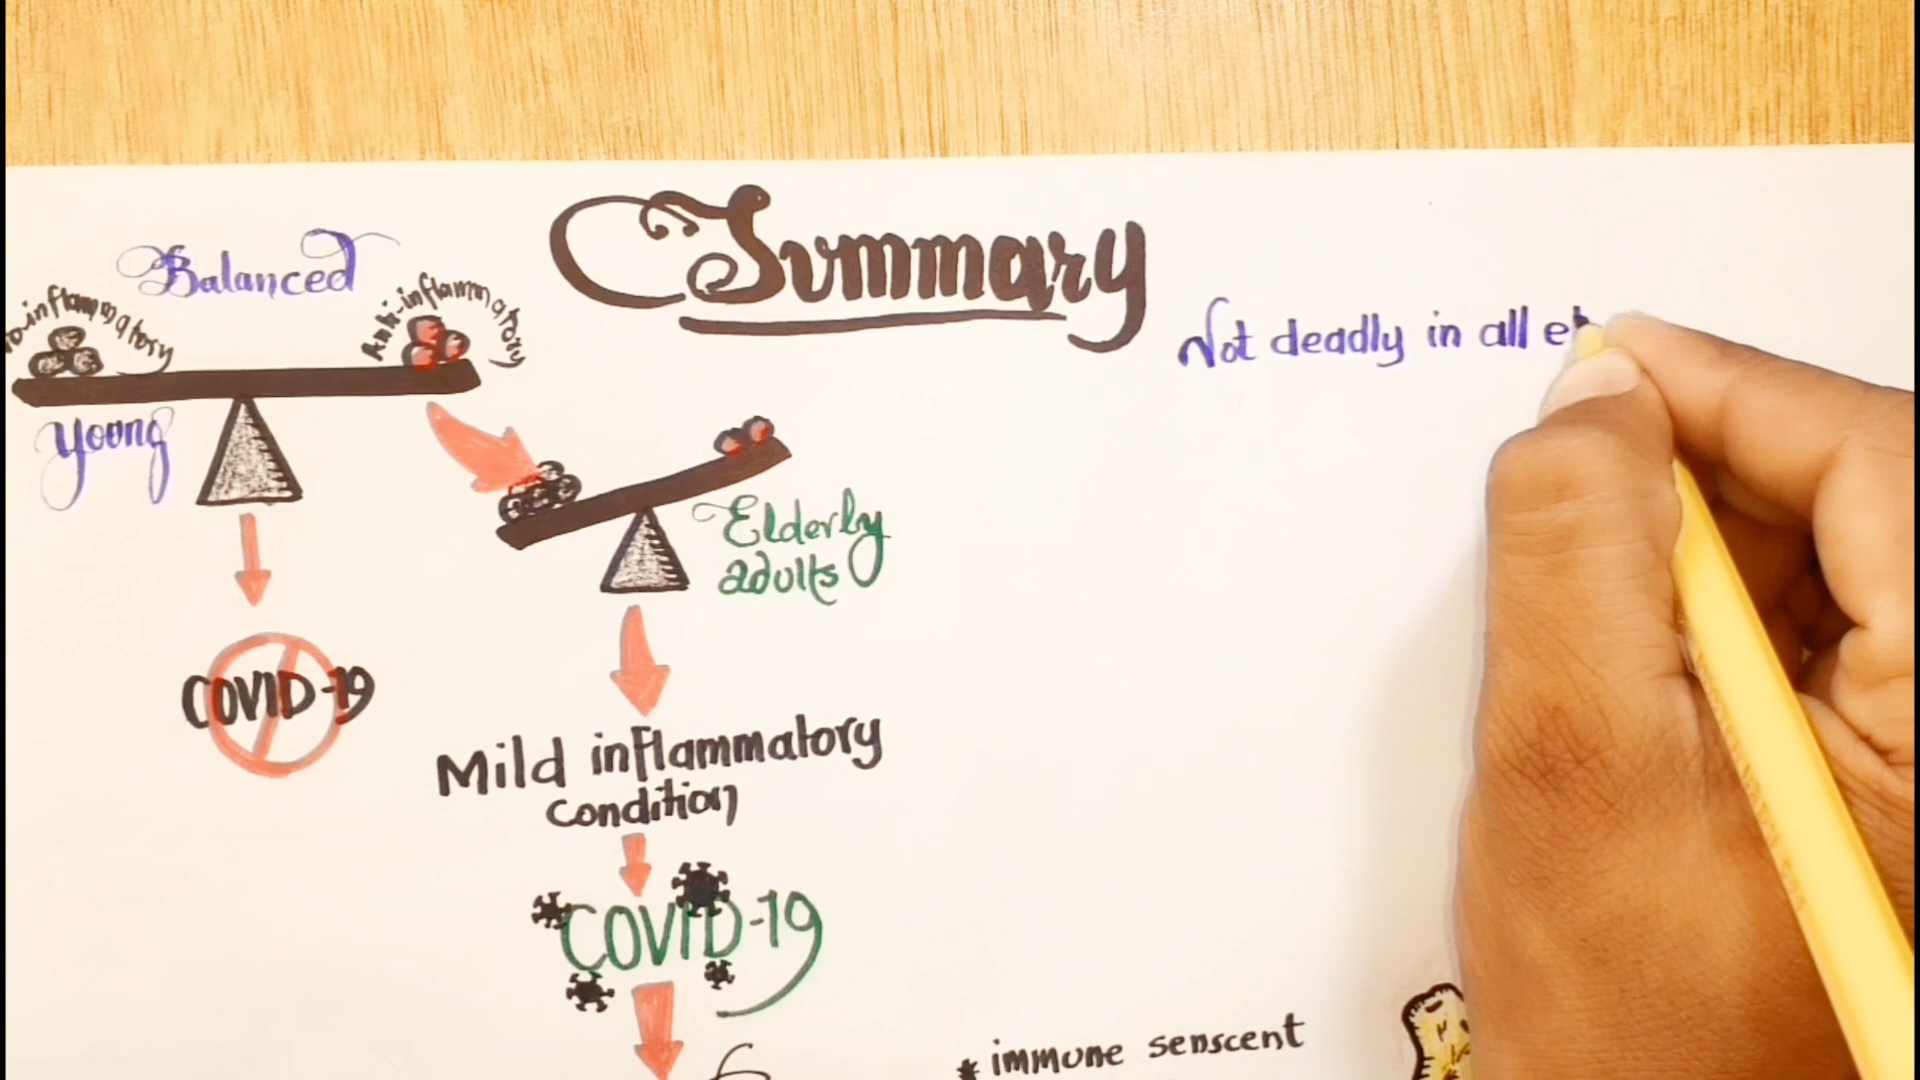 Summary
Balanced
Anti-inflammatory
Young
Not deadly in all
Elderly
adults
COVID-19
Mild inflammatory
condition
COVID-19
* immune senscent